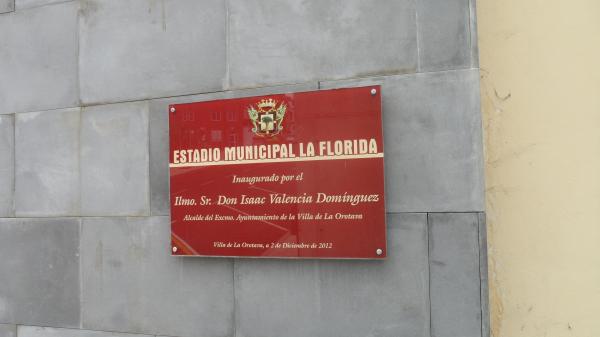 ESTADIO MUNICIPAL LA FLORIDA
Inaugurado por el
Ilmo. Sr. Don Isaac Valencia Domínguez
Alcalde del Excmo. Ayuntamiento de la Villa de La Orotava
Villa de La Orotava, a 2 de Diciembre de 2012